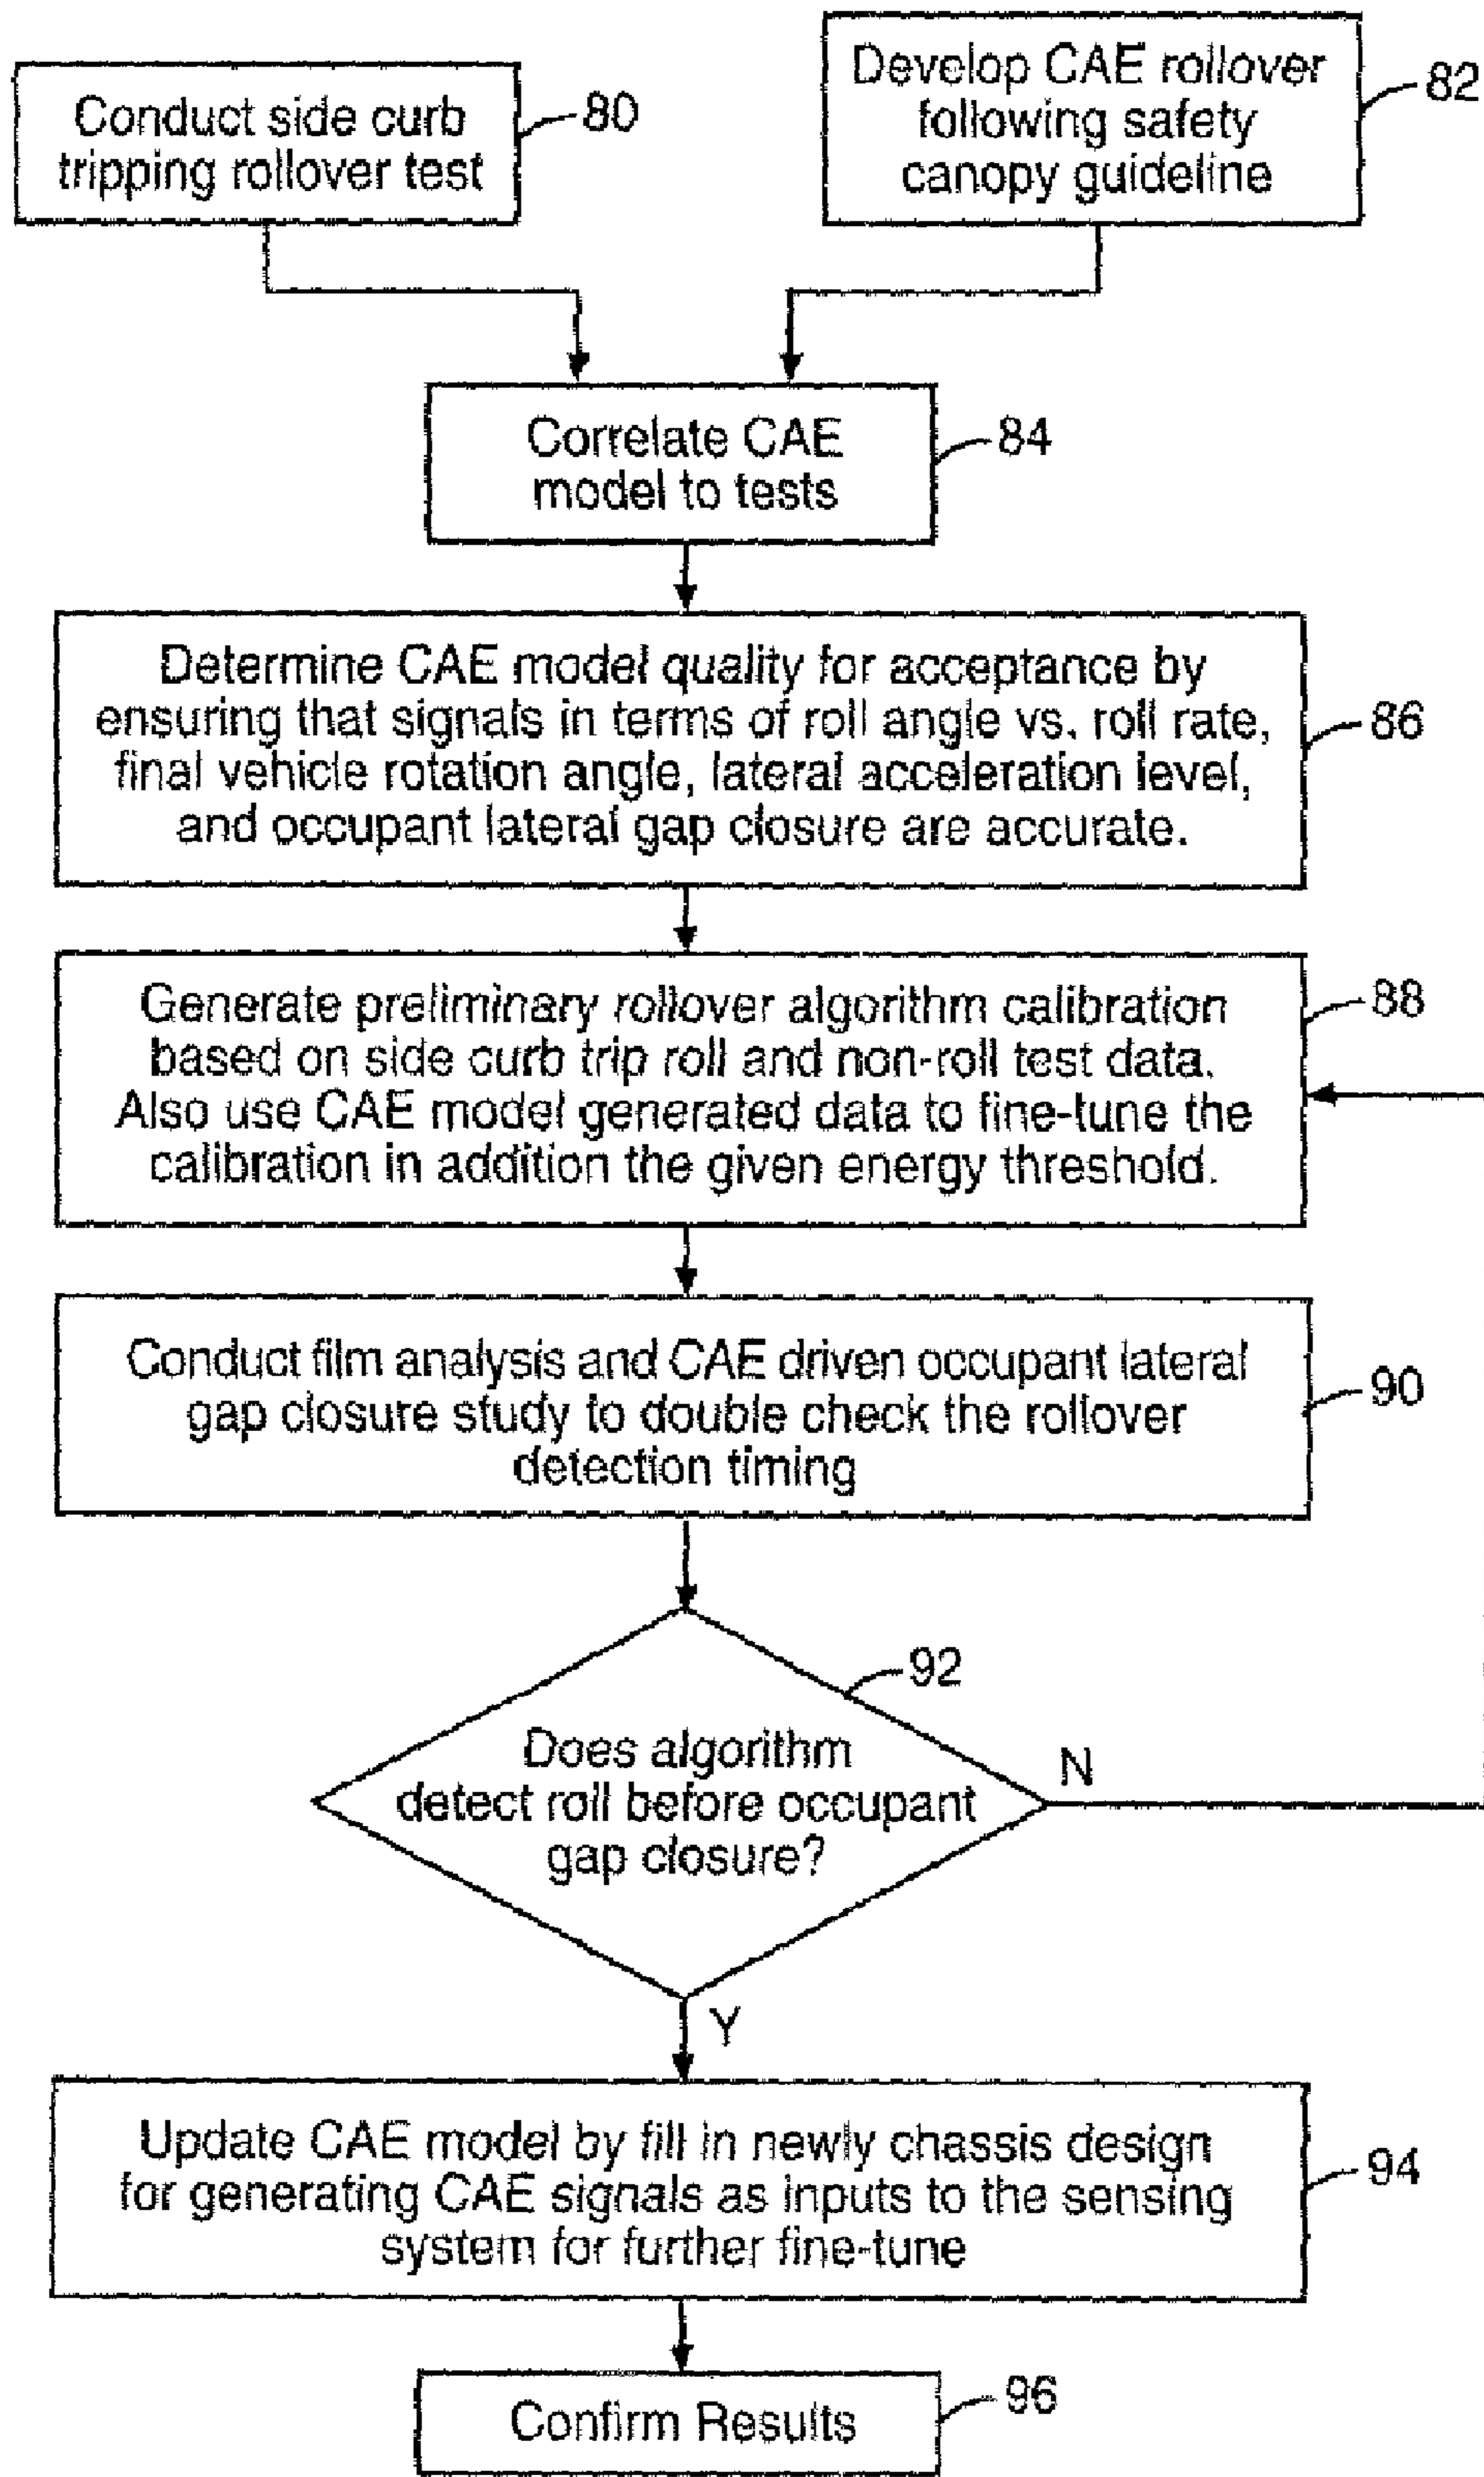 Conduct side curb
tripping rollover test
80
Develop CAE rollover
following safety
canopy guideline
82
Correlate CAE
model to tests
84
Determine CAE model quality for acceptance by
ensuring that signals in terms of roll angle vs. roll rate,
final vehicle rotation angle, lateral acceleration level,
and occupant lateral gap closure are accurate.
86
Generate preliminary rollover algorithm calibration
based on side curb trip roll and non-roll test data.
Also use CAE model generated data to fine-tune the
calibration in addition the given energy threshold.
88
Conduct film analysis and CAE driven occupant lateral
gap closure study to double check the rollover
detection timing
90
92
Does algorithm
detect roll before occupant
gap closure?
N
Y
Update CAE model by fill in newly chassis design
for generating CAE signals as inputs to the sensing
system for further fine-tune
94
Confirm Results
96